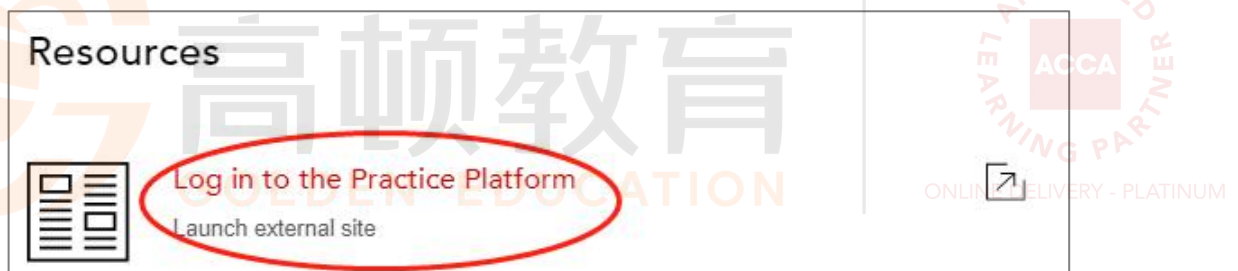 Resources
高顿教育
Log in to the Practice Platform
GOLDEN EDUCATION
Launch external site
ACCA
LEARNING PARTNER
ONLINE DELIVERY - PLATINUM